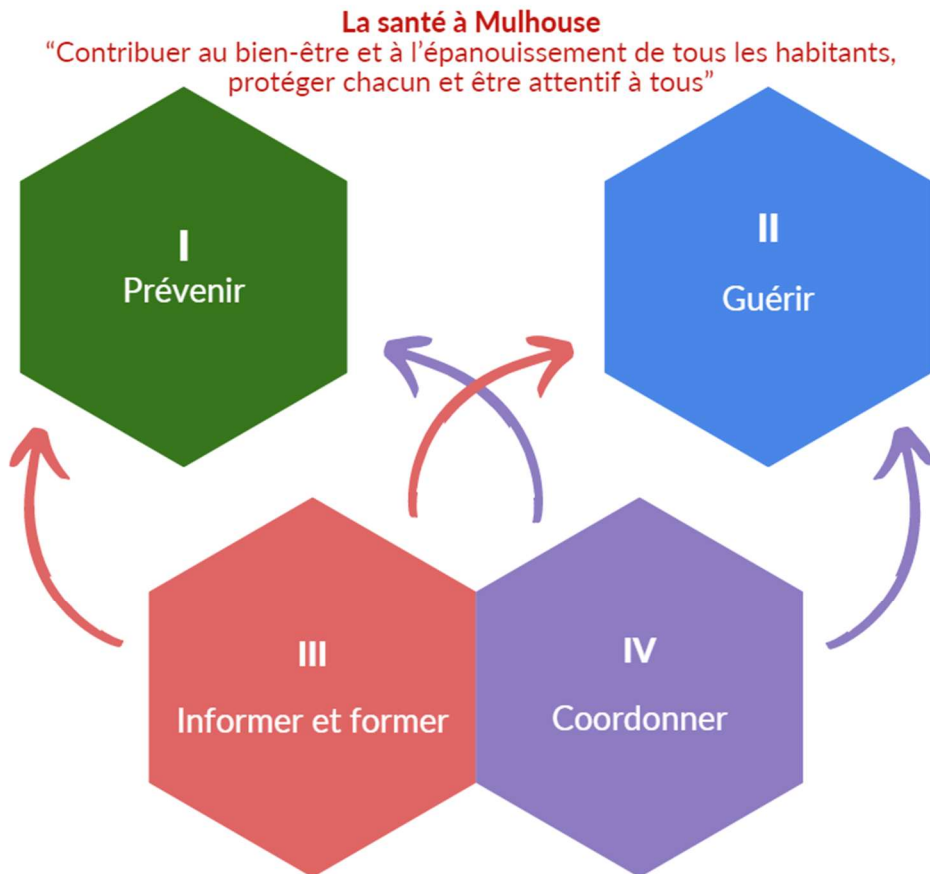 La santé à Mulhouse
“Contribuer au bien-être et à l’épanouissement de tous les habitants,
protéger chacun et être attentif à tous”
I
Prévenir
II
Guérir
III
Informer et former
IV
Coordonner